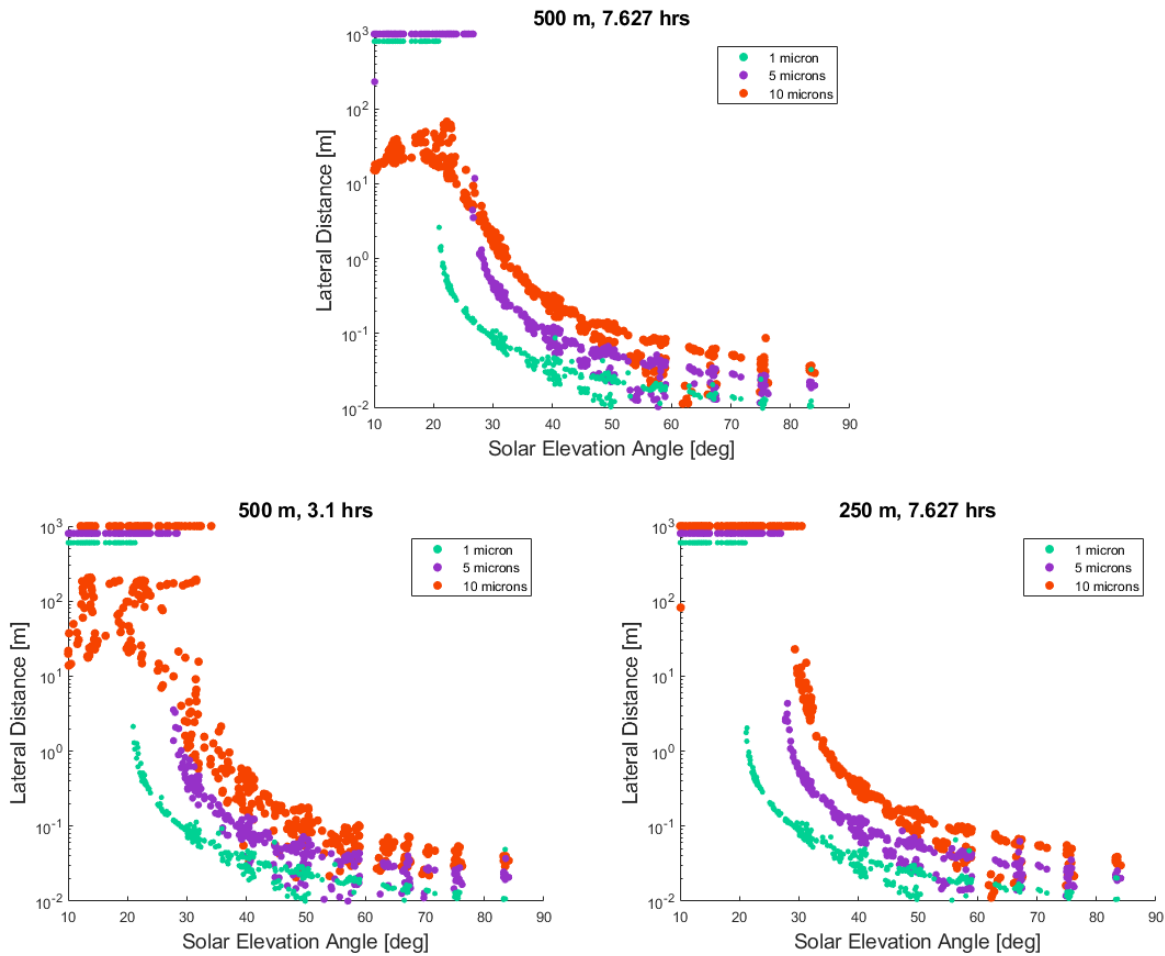 500 m, 7.627 hrs
10³
10²
10¹
10⁰
10⁻¹
10⁻²
Lateral Distance [m]
1 micron
5 microns
10 microns
10 20 30 40 50 60 70 80 90
Solar Elevation Angle [deg]
500 m, 3.1 hrs
10³
10²
10¹
10⁰
10⁻¹
10⁻²
Lateral Distance [m]
1 micron
5 microns
10 microns
10 20 30 40 50 60 70 80 90
Solar Elevation Angle [deg]
250 m, 7.627 hrs
10³
10²
10¹
10⁰
10⁻¹
10⁻²
Lateral Distance [m]
1 micron
5 microns
10 microns
10 20 30 40 50 60 70 80 90
Solar Elevation Angle [deg]